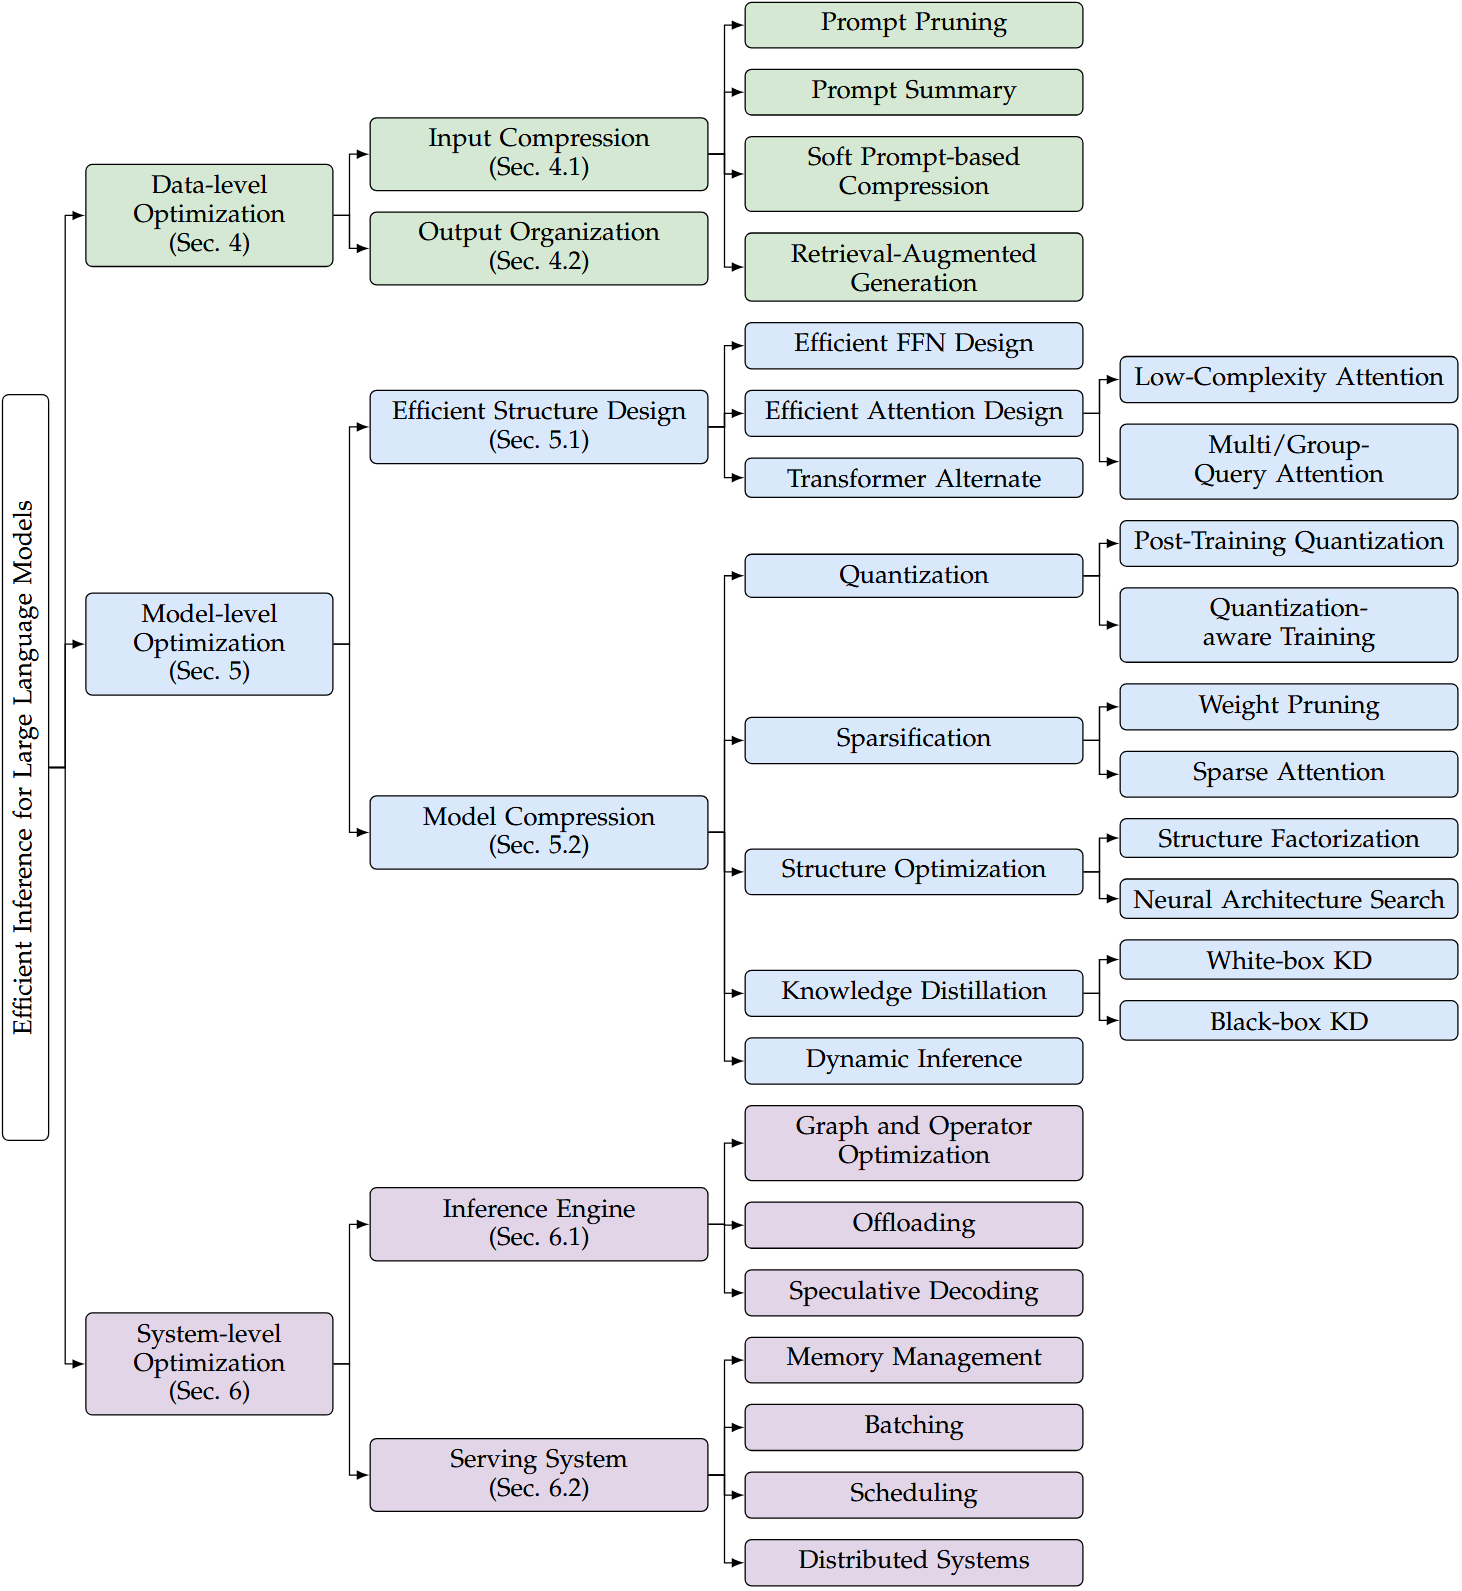 Efficient Inference for Large Language Models
Data-level
Optimization
(Sec. 4)
Input Compression
(Sec. 4.1)
Prompt Pruning
Prompt Summary
Soft Prompt-based
Compression
Retrieval-Augmented
Generation
Output Organization
(Sec. 4.2)
Model-level
Optimization
(Sec. 5)
Efficient Structure Design
(Sec. 5.1)
Efficient FFN Design
Efficient Attention Design
Low-Complexity Attention
Multi/Group-
Query Attention
Transformer Alternate
Model Compression
(Sec. 5.2)
Quantization
Post-Training Quantization
Quantization-
aware Training
Sparsification
Weight Pruning
Sparse Attention
Structure Optimization
Structure Factorization
Neural Architecture Search
Knowledge Distillation
White-box KD
Black-box KD
Dynamic Inference
System-level
Optimization
(Sec. 6)
Inference Engine
(Sec. 6.1)
Graph and Operator
Optimization
Offloading
Speculative Decoding
Serving System
(Sec. 6.2)
Memory Management
Batching
Scheduling
Distributed Systems